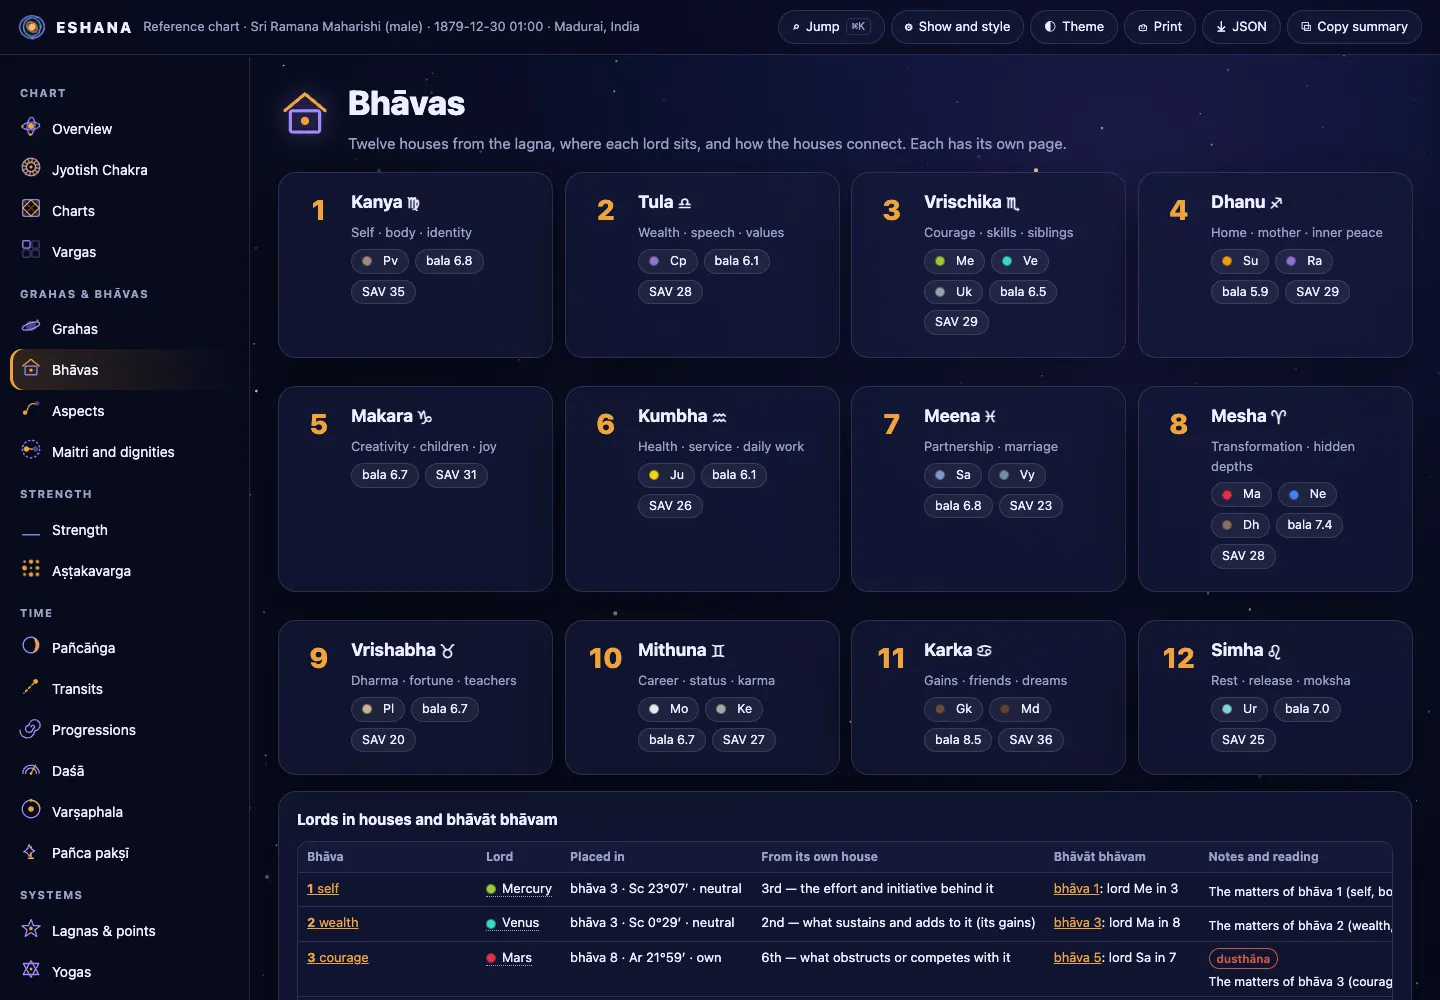 ESHANA Reference chart · Sri Ramana Maharishi (male) · 1879-12-30 01:00 · Madurai, India
Jump ⌘K Show and style Theme Print JSON Copy summary
CHART
Overview
Jyotish Chakra
Charts
Vargas
GRAHAS & BHĀVAS
Grahas
Bhāvas
Aspects
Maitri and dignities
STRENGTH
Strength
Aṣṭakavarga
TIME
Pañcāṅga
Transits
Progressions
Daśā
Varṣaphala
Pañca pakṣī
SYSTEMS
Lagnas & points
Yogas
Bhāvas
Twelve houses from the lagna, where each lord sits, and how the houses connect. Each has its own page.
1 Kanya ♍︎
Self · body · identity
Pv bala 6.8
SAV 35
2 Tula ♎︎
Wealth · speech · values
Cp bala 6.1
SAV 28
3 Vrischika ♏︎
Courage · skills · siblings
Me Ve
Uk bala 6.5
SAV 29
4 Dhanu ♐︎
Home · mother · inner peace
Su Ra
bala 5.9 SAV 29
5 Makara ♑︎
Creativity · children · joy
bala 6.7 SAV 31
6 Kumbha ♒︎
Health · service · daily work
Ju bala 6.1
SAV 26
7 Meena ♓︎
Partnership · marriage
Sa Vy
bala 6.8 SAV 23
8 Mesha ♈︎
Transformation · hidden
depths
Ma Ne
Dh bala 7.4
SAV 28
9 Vrishabha ♉︎
Dharma · fortune · teachers
Pl bala 6.7
SAV 20
10 Mithuna ♊︎
Career · status · karma
Mo Ke
bala 6.7 SAV 27
11 Karka ♋︎
Gains · friends · dreams
Gk Md
bala 8.5 SAV 36
12 Simha ♌︎
Rest · release · moksha
Ur bala 7.0
SAV 25
Lords in houses and bhāvāt bhāvam
Bhāva Lord Placed in From its own house Bhāvāt bhāvam Notes and reading
1 self Mercury bhāva 3 · Sc 23°07′ · neutral 3rd — the effort and initiative behind it bhāva 1: lord Me in 3 The matters of bhāva 1 (self, bo
2 wealth Venus bhāva 3 · Sc 0°29′ · neutral 2nd — what sustains and adds to it (its gains) bhāva 3: lord Ma in 8 The matters of bhāva 2 (wealth,
3 courage Mars bhāva 8 · Ar 21°59′ · own 6th — what obstructs or competes with it bhāva 5: lord Sa in 7 dusthāna
The matters of bhāva 3 (courag